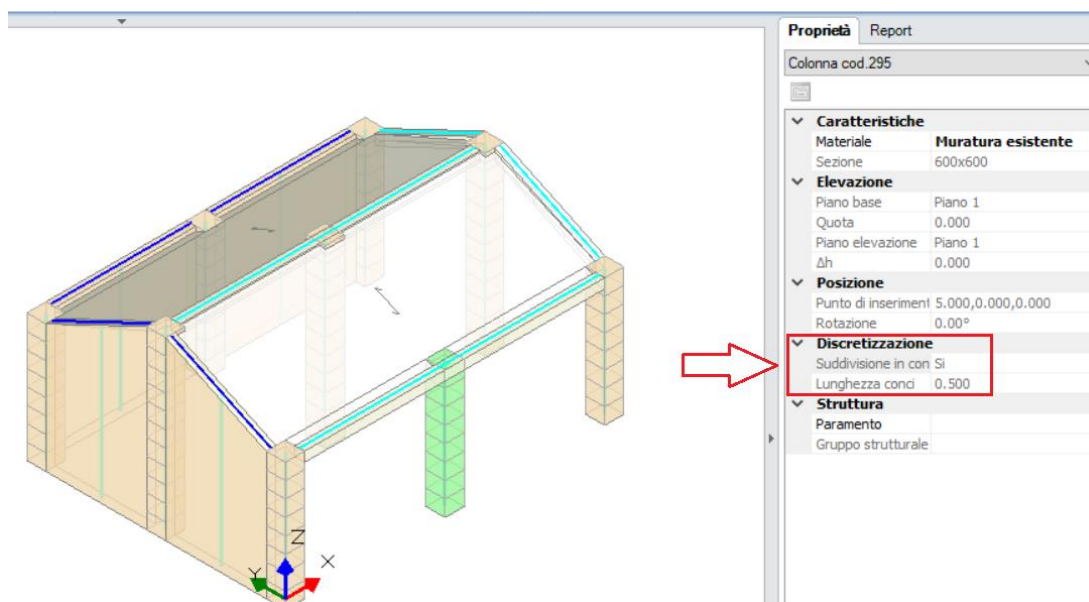 Proprietà Report
Colonna cod.295
Caratteristiche
Materiale Muratura esistente
Sezione 600x600
Elevazione
Piano base Piano 1
Quota 0.000
Piano elevazione Piano 1
Δh 0.000
Posizione
Punto di inseriment 5.000,0.000,0.000
Rotazione 0.00°
Discretizzazione
Suddivisione in con Si
Lunghezza conci 0.500
Struttura
Paramento
Gruppo strutturale
Z
Y X